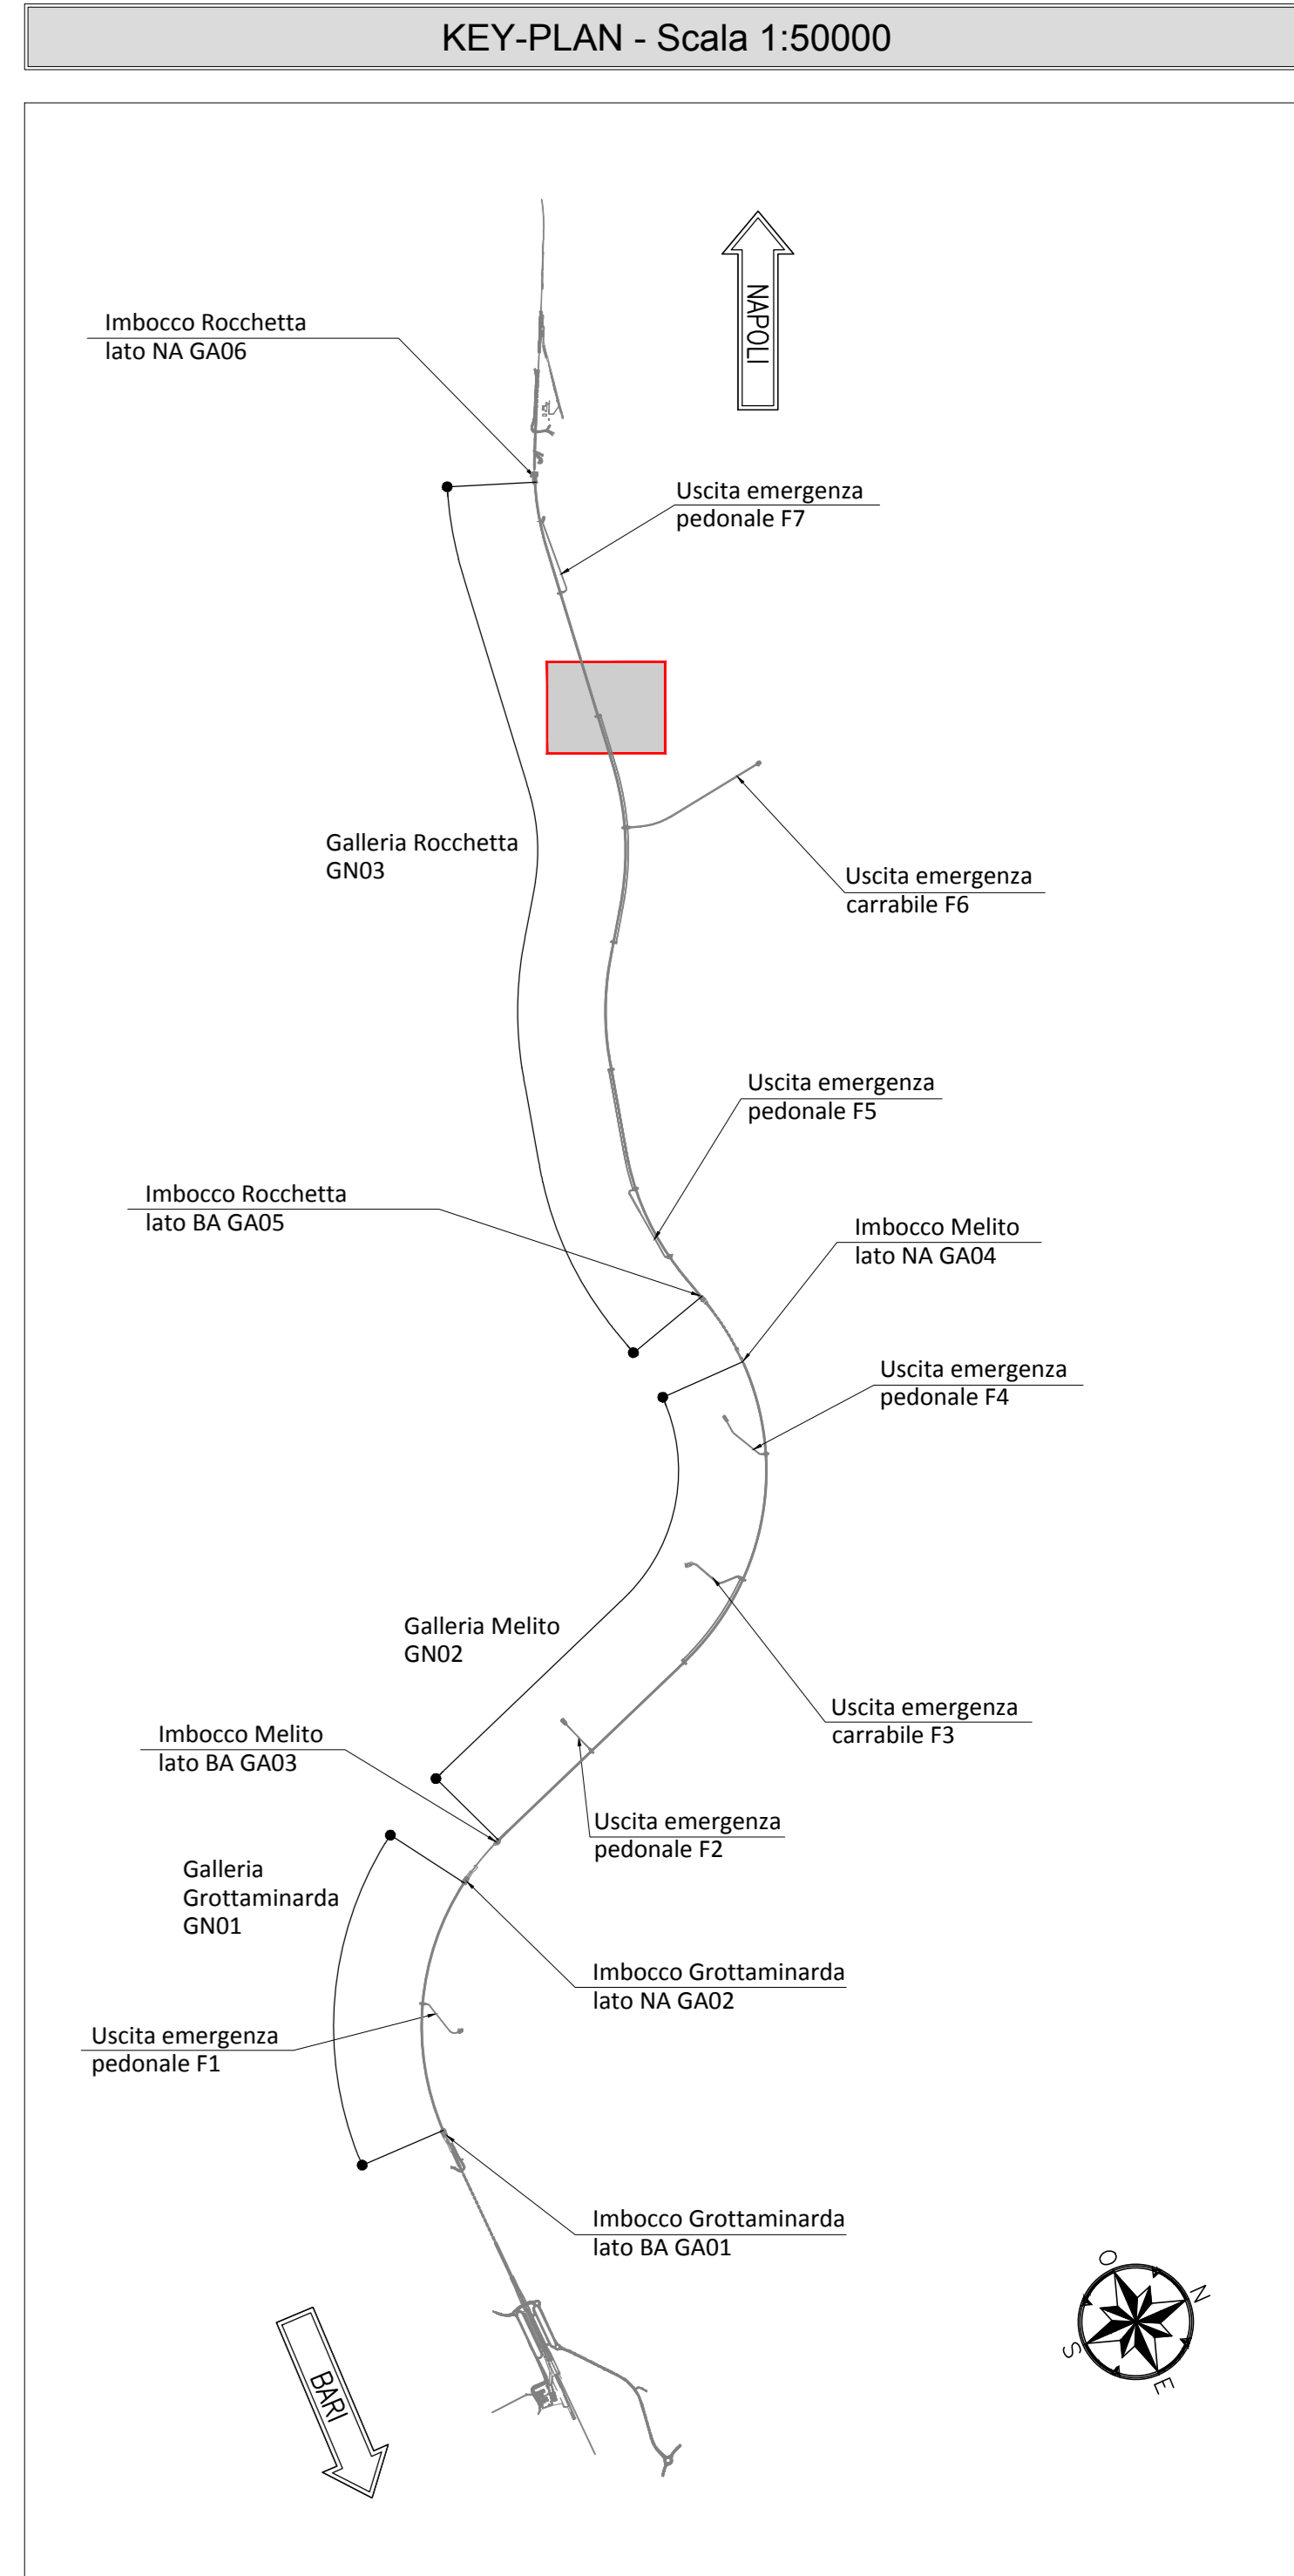 KEY-PLAN - Scala 1:50000
NAPOLI
Imbocco Rocchetta
lato NA GA06
Uscita emergenza
pedonale F7
Galleria Rocchetta
GN03
Uscita emergenza
carrabile F6
Uscita emergenza
pedonale F5
Imbocco Rocchetta
lato BA GA05
Imbocco Melito
lato NA GA04
Uscita emergenza
pedonale F4
Galleria Melito
GN02
Uscita emergenza
carrabile F3
Imbocco Melito
lato BA GA03
Uscita emergenza
pedonale F2
Galleria
Grottaminarda
GN01
Imbocco Grottaminarda
lato NA GA02
Uscita emergenza
pedonale F1
Imbocco Grottaminarda
lato BA GA01
O
N
S
E
BARI